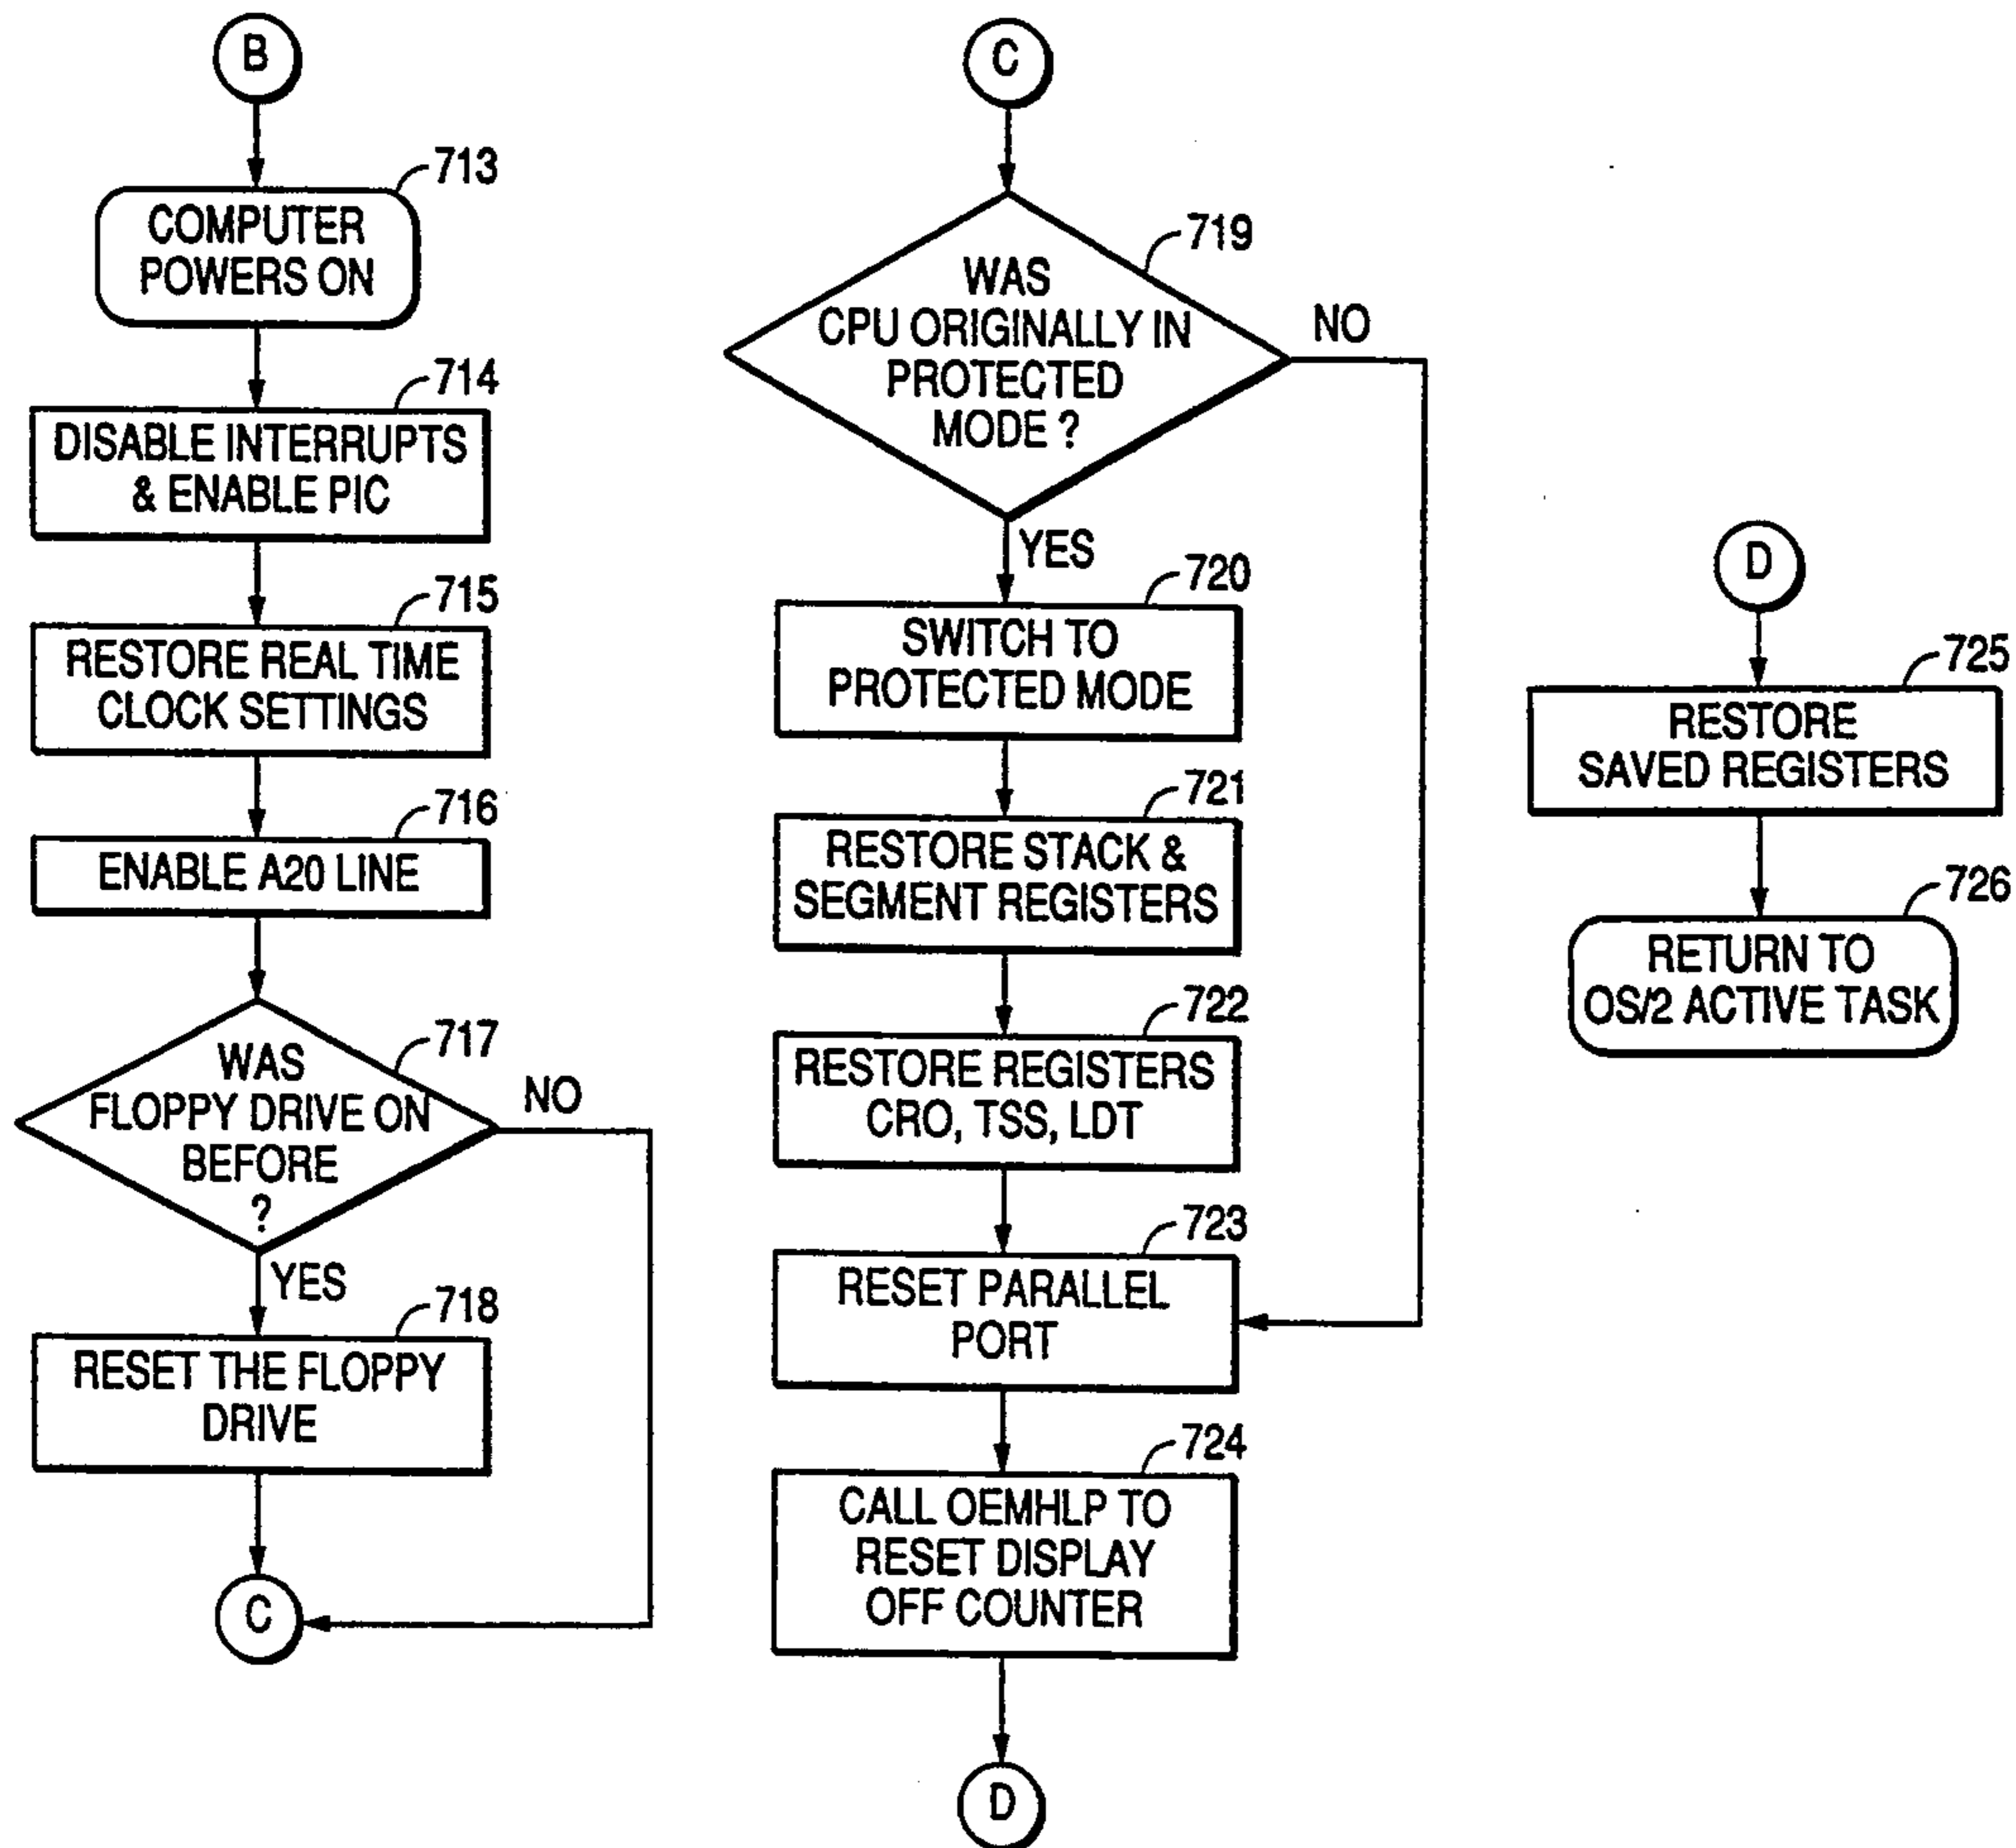 B
713
COMPUTER
POWERS ON
714
DISABLE INTERRUPTS
& ENABLE PIC
715
RESTORE REAL TIME
CLOCK SETTINGS
716
ENABLE A20 LINE
717
WAS
FLOPPY DRIVE ON
BEFORE
?
NO
YES
718
RESET THE FLOPPY
DRIVE
C
C
719
WAS
CPU ORIGINALLY IN
PROTECTED
MODE ?
NO
YES
720
SWITCH TO
PROTECTED MODE
721
RESTORE STACK &
SEGMENT REGISTERS
722
RESTORE REGISTERS
CRO, TSS, LDT
723
RESET PARALLEL
PORT
724
CALL OEMHLP TO
RESET DISPLAY
OFF COUNTER
D
D
725
RESTORE
SAVED REGISTERS
726
RETURN TO
OS/2 ACTIVE TASK